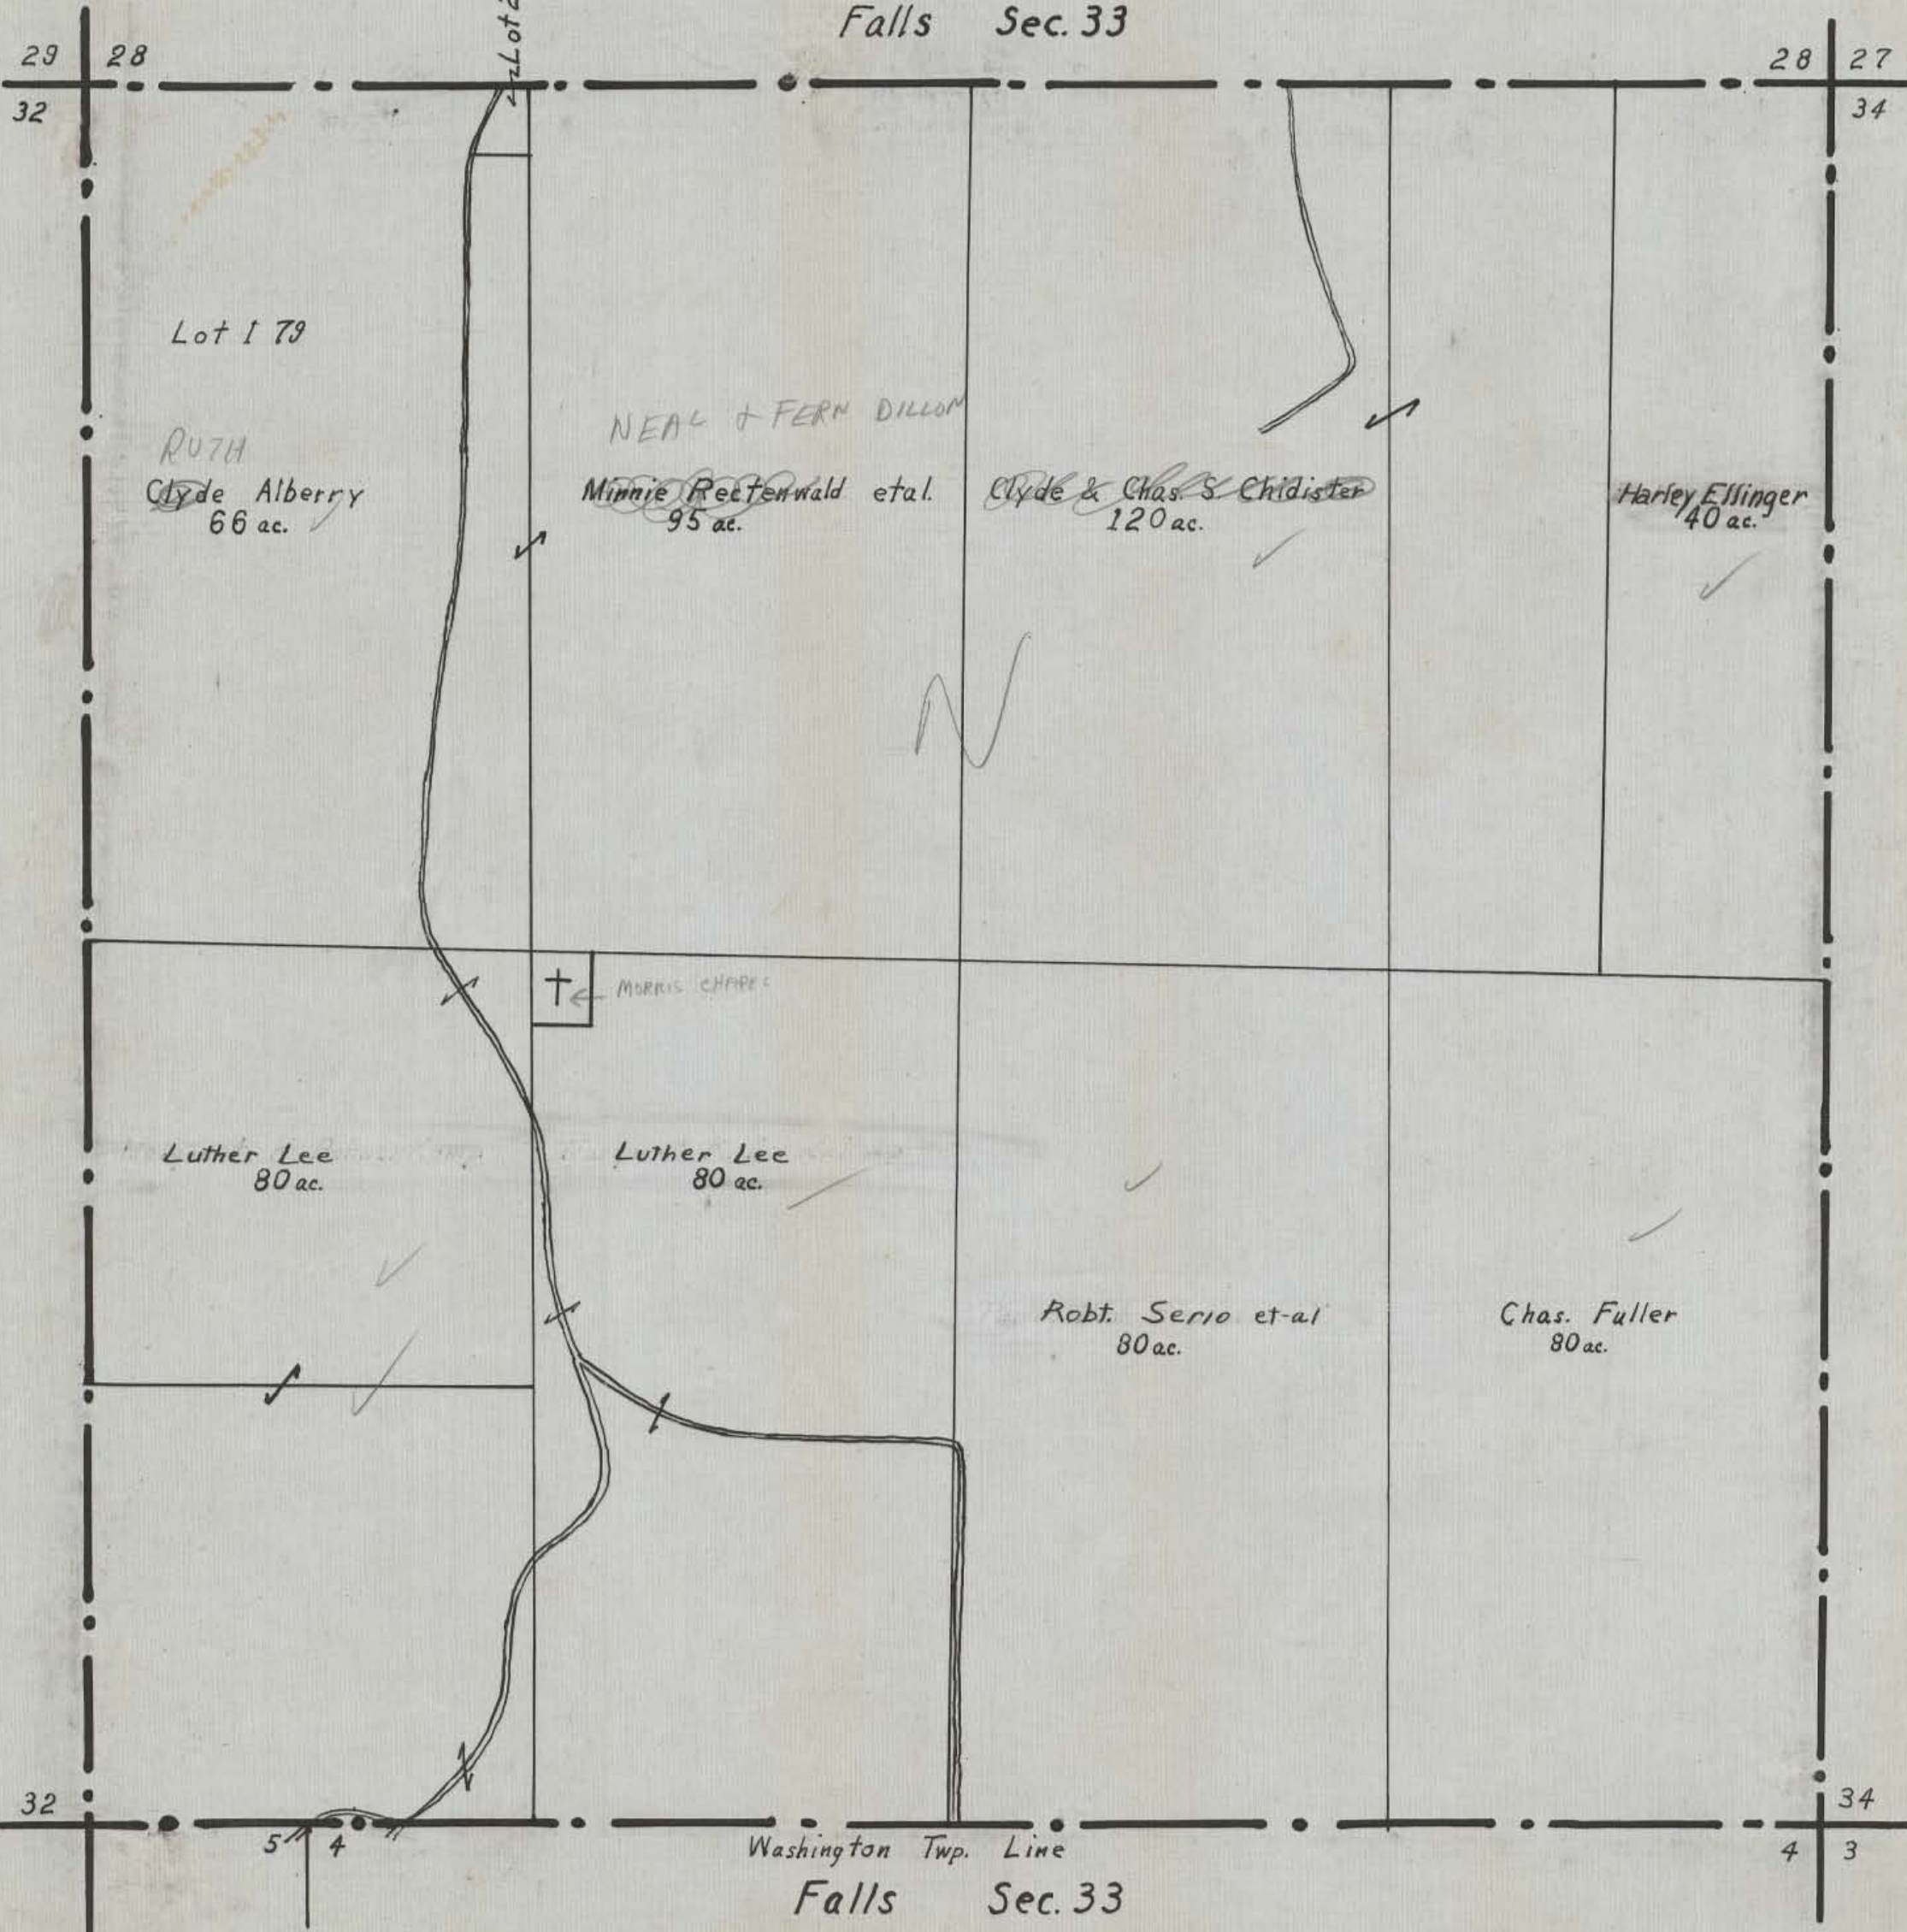 Falls Sec. 33
29 28
Lot 2
28 27
32
34
Lot 1 79
RUTH
Clyde Alberry
66 ac.
NEAL & FERN DILLON
Minnie Rectenwald etal.
95 ac.
Clyde & Chas. S. Chidister
120 ac.
Harley Effinger
40 ac.
MORRIS CHAPEL
Luther Lee
80 ac.
Luther Lee
80 ac.
Robt. Serio et-al
80 ac.
Chas. Fuller
80 ac.
32
34
5 4
Washington Twp. Line
4 3
Falls Sec. 33